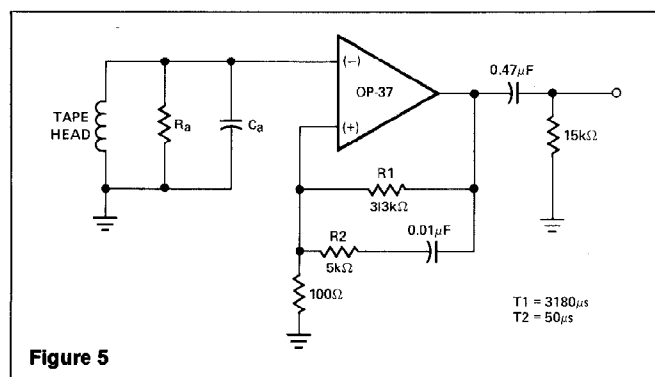 0.47μF
(−)
OP-37
TAPE
HEAD
Ra
Ca
(+)
15kΩ
R1
313kΩ
R2
0.01μF
5kΩ
100Ω
T1 = 3180μs
T2 = 50μs
Figure 5